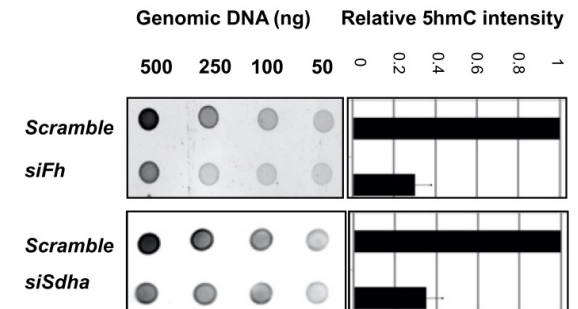 Genomic DNA (ng) Relative 5hmC intensity
500 250 100 50 0 0.2 0.4 0.6 0.8 1
Scramble
siFh
Scramble
siSdha